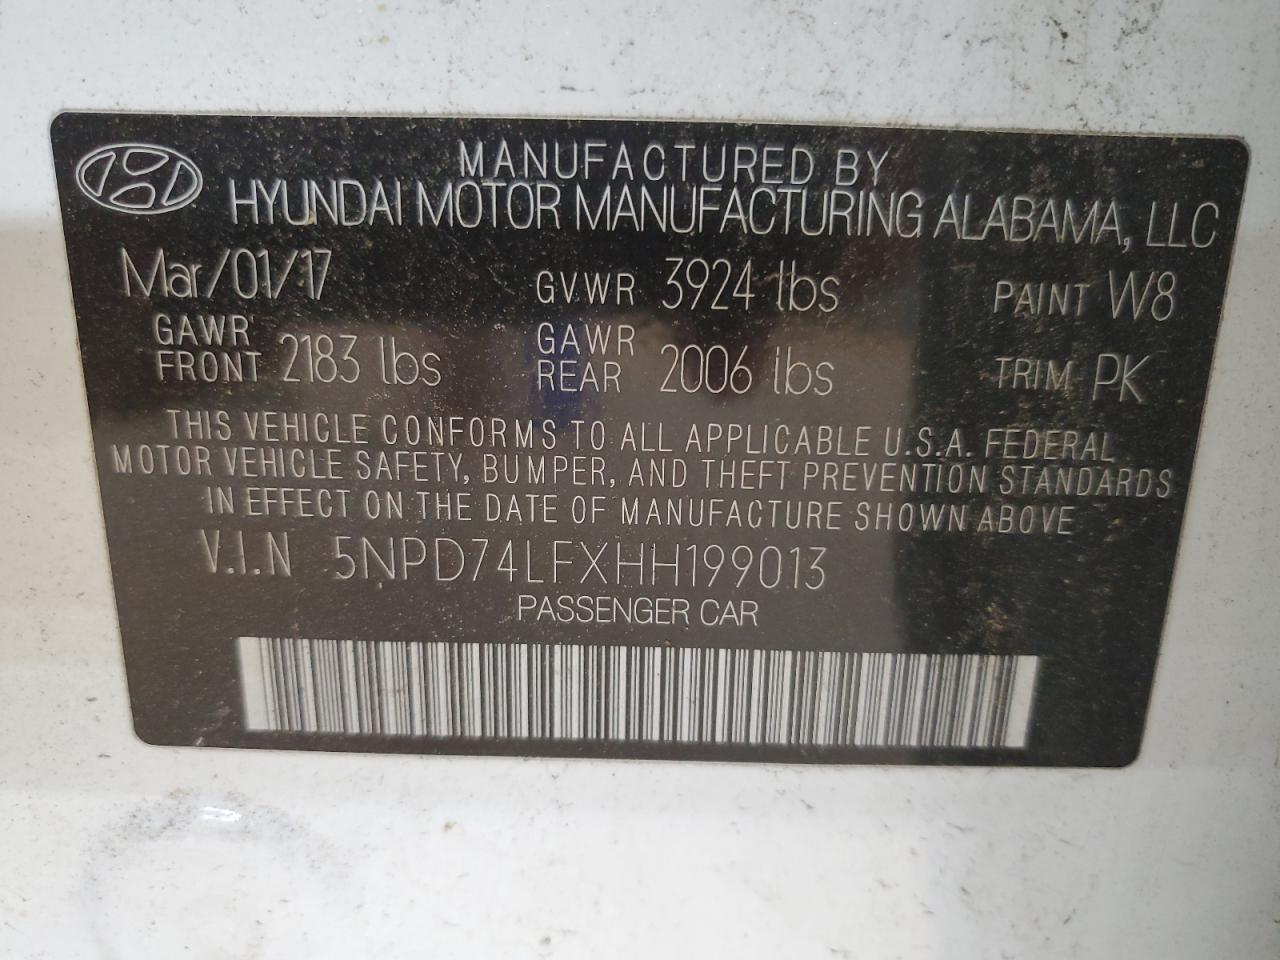 MANUFACTURED BY
HYUNDAI MOTOR MANUFACTURING ALABAMA, LLC
Mar/01/17 GVWR 3924 lbs PAINT W8
GAWR FRONT 2183 lbs GAWR REAR 2006 lbs TRIM PK
THIS VEHICLE CONFORMS TO ALL APPLICABLE U.S.A. FEDERAL
MOTOR VEHICLE SAFETY, BUMPER, AND THEFT PREVENTION STANDARDS
IN EFFECT ON THE DATE OF MANUFACTURE SHOWN ABOVE
V.I.N 5NPD74LFXHH199013
PASSENGER CAR